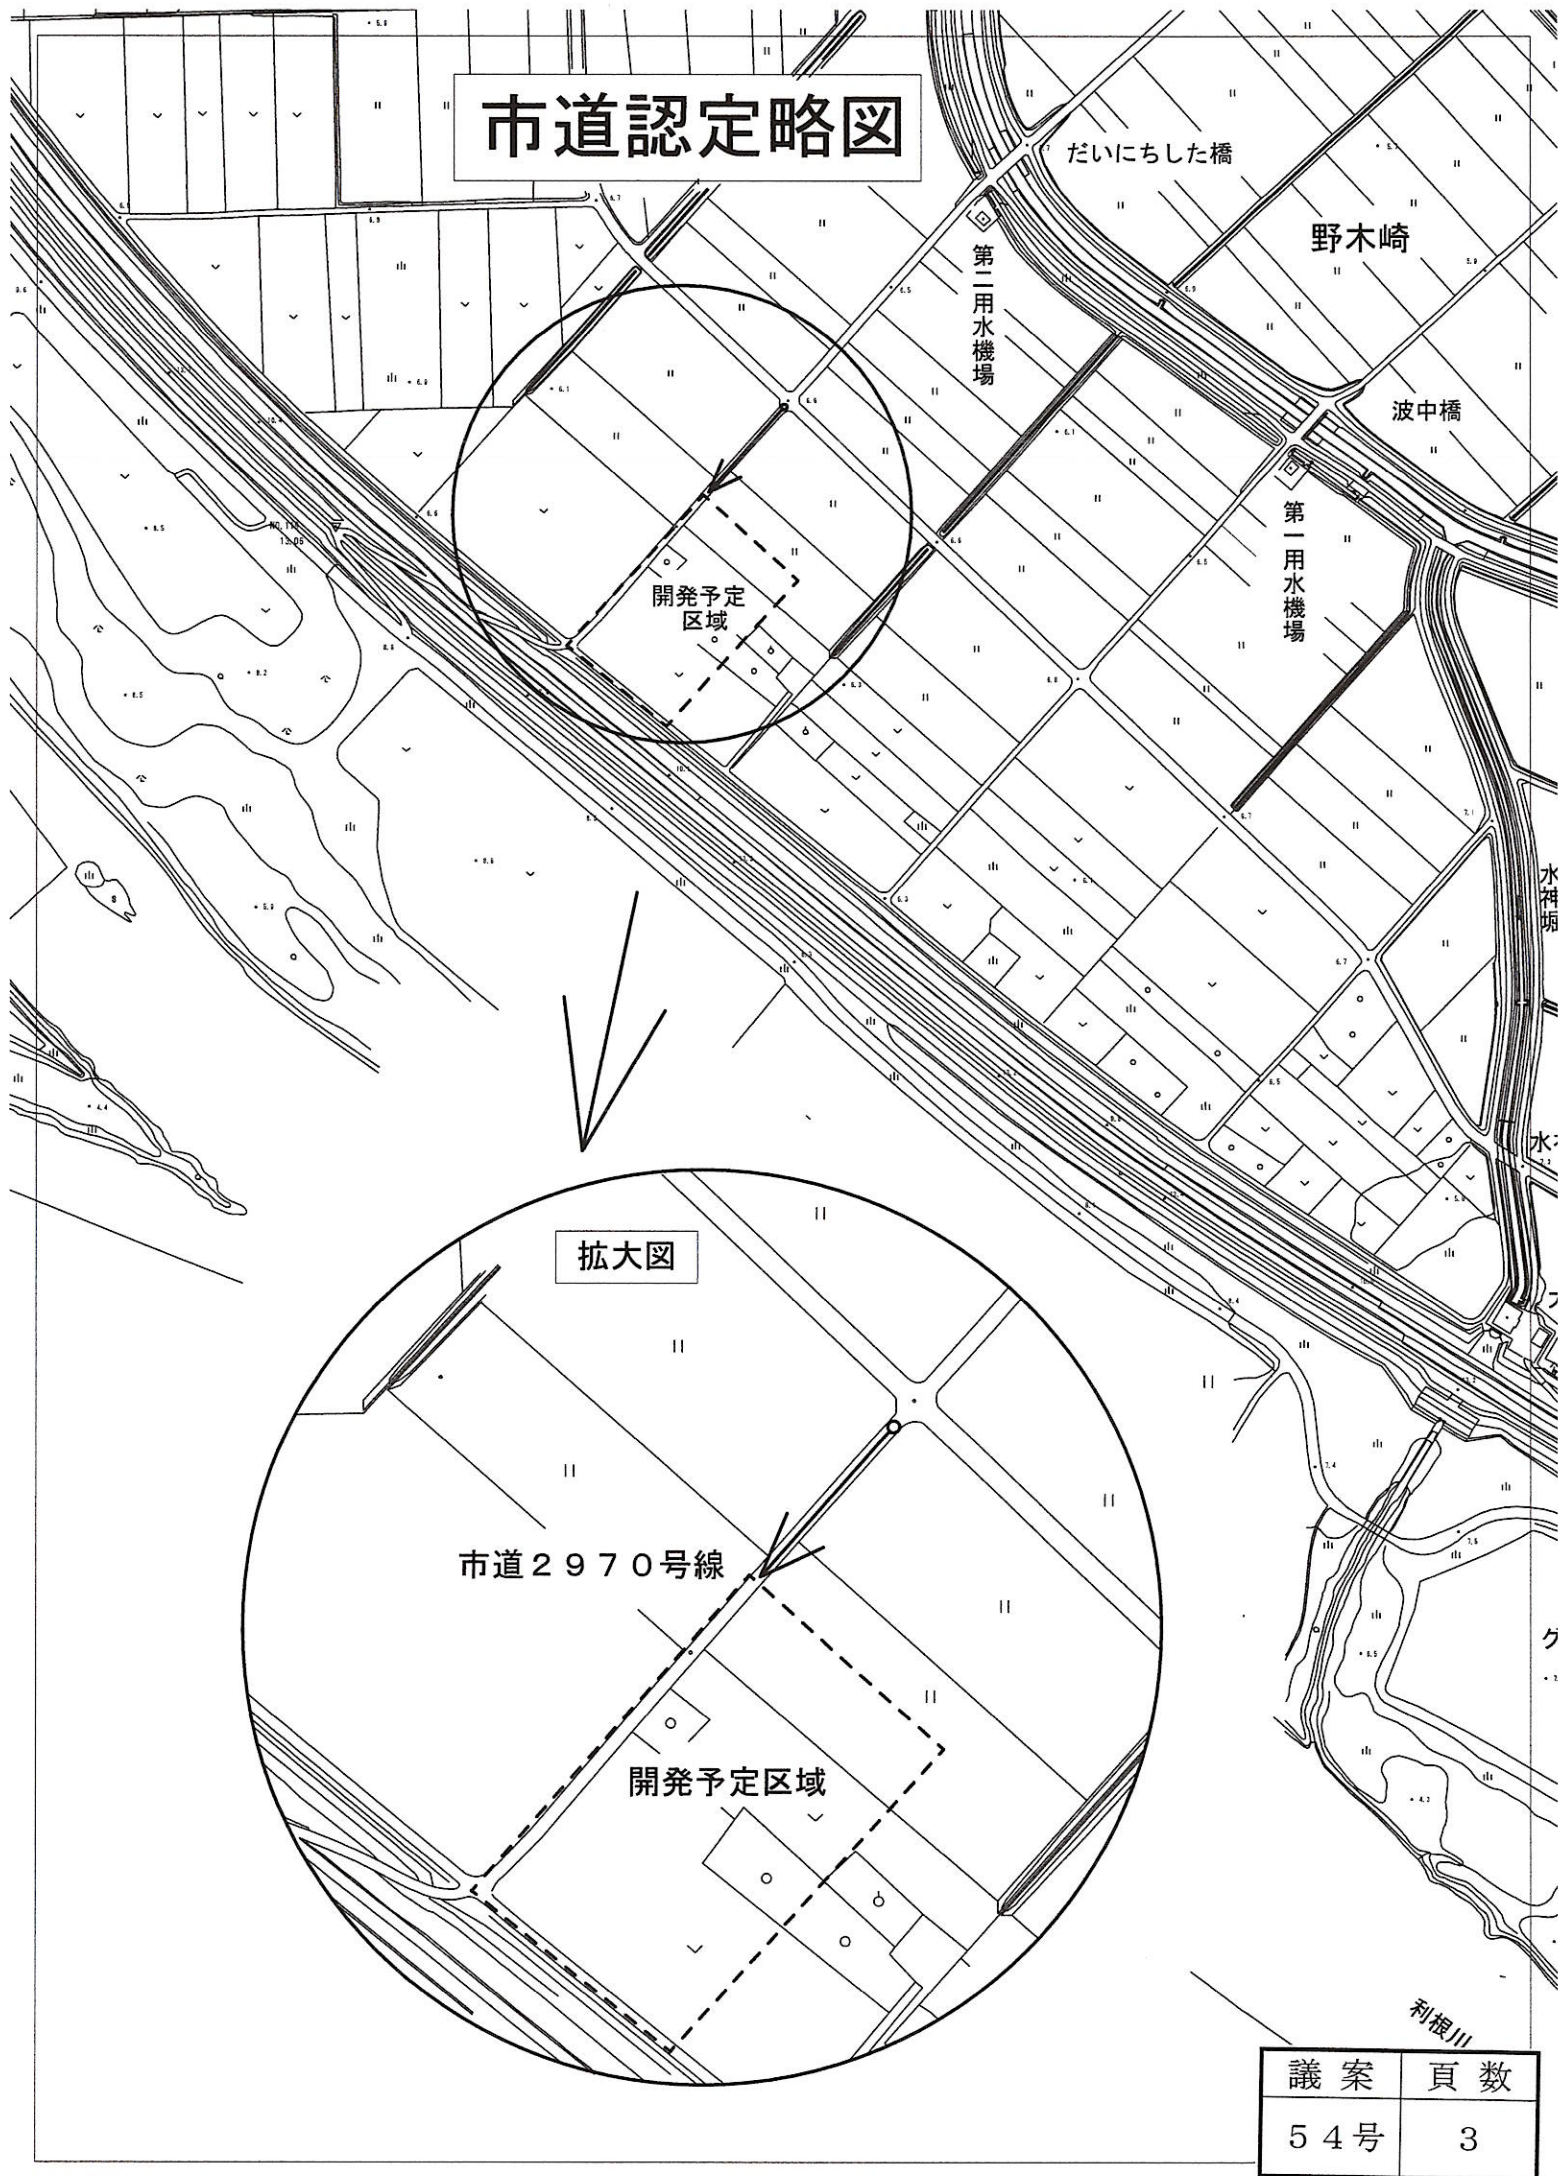 市道認定略図
だいにちした橋
野木崎
第二用水機場
波中橋
第一用水機場
開発予定
区域
水神堀
拡大図
市道２９７０号線
開発予定区域
利根川
議案 頁数
５４号 3